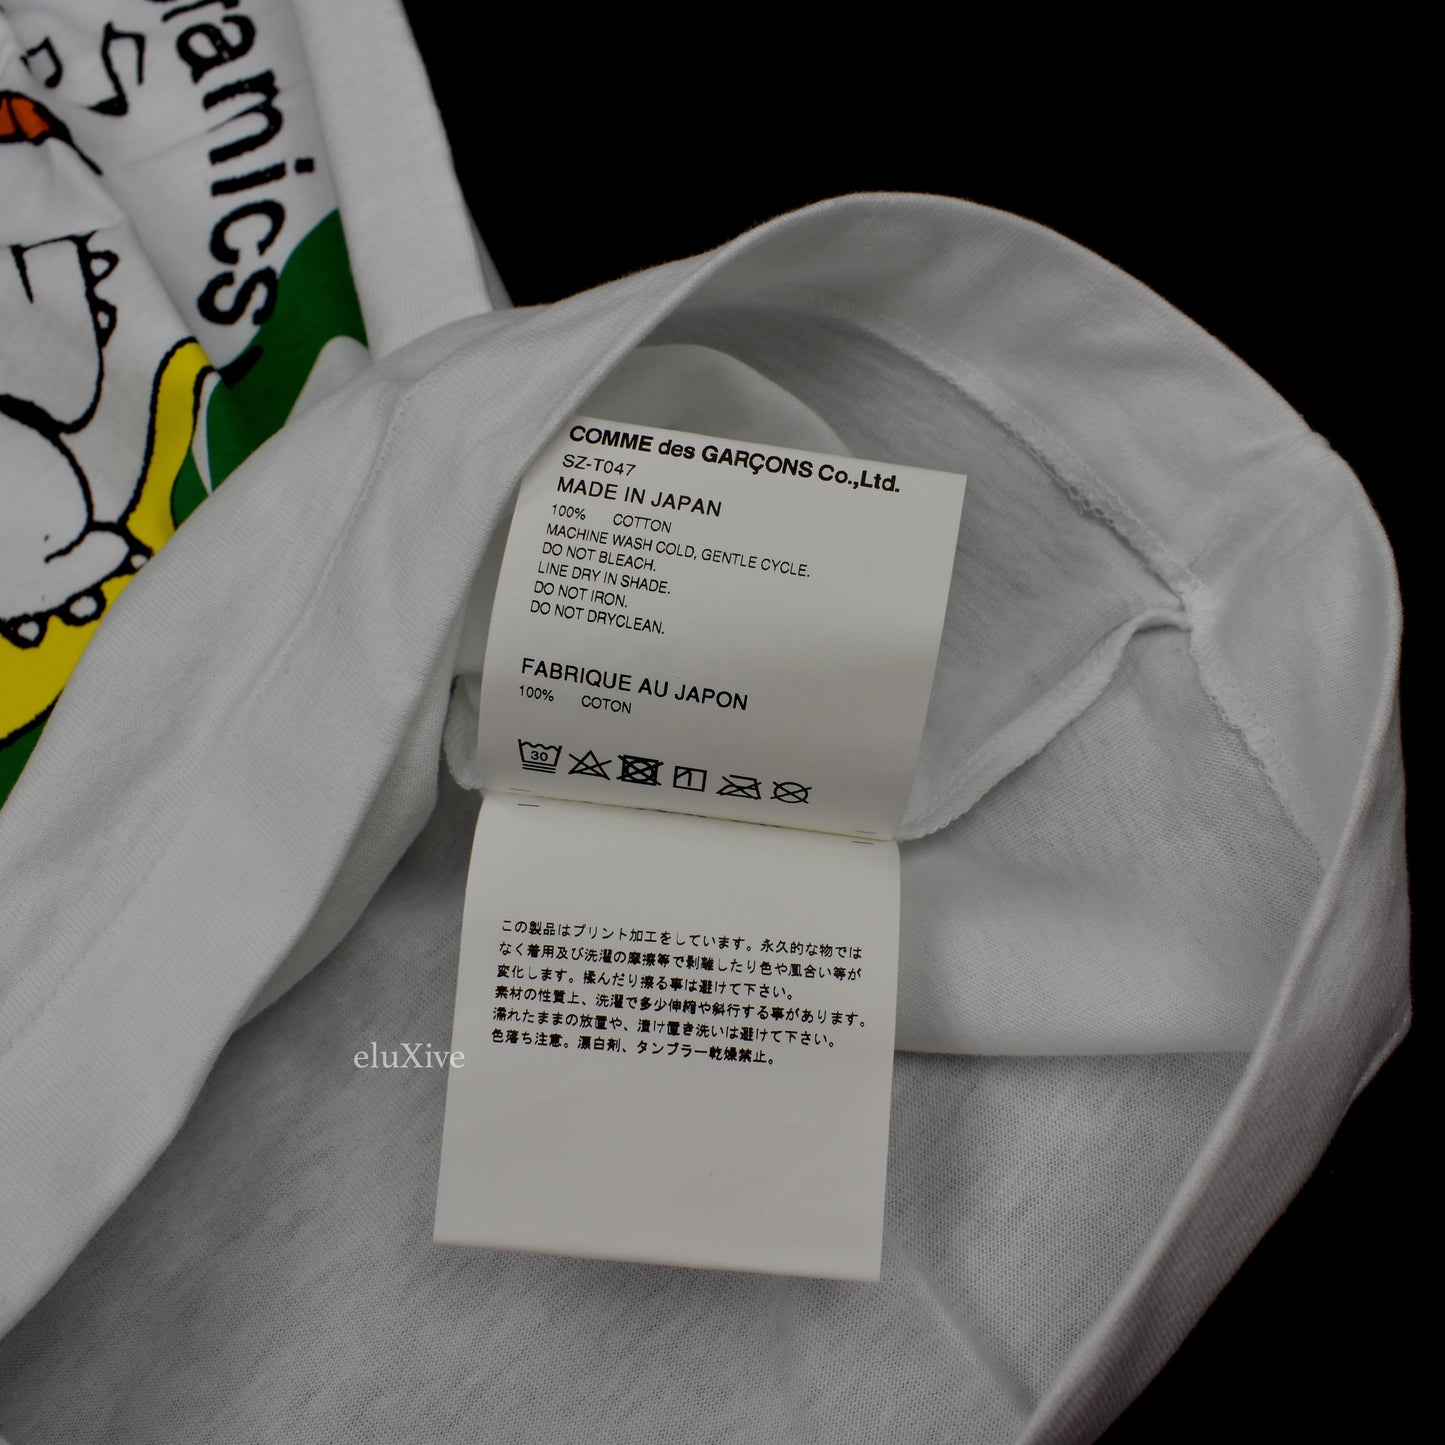 ramics,
COMME des GARÇONS Co.,Ltd.
SZ-T047
MADE IN JAPAN
100% COTTON
MACHINE WASH COLD, GENTLE CYCLE.
DO NOT BLEACH.
LINE DRY IN SHADE.
DO NOT IRON.
DO NOT DRYCLEAN.
FABRIQUE AU JAPON
100% COTON
30
この製品はプリント加工をしています。永久的な物では
なく着用及び洗濯の摩擦等で剥離したり色や風合い等が
変化します。揉んだり擦る事は避けて下さい。
素材の性質上、洗濯で多少伸縮や斜行する事があります。
濡れたままの放置や、漬け置き洗いは避けて下さい。
色落ち注意。漂白剤、タンブラー乾燥禁止。
eluXive